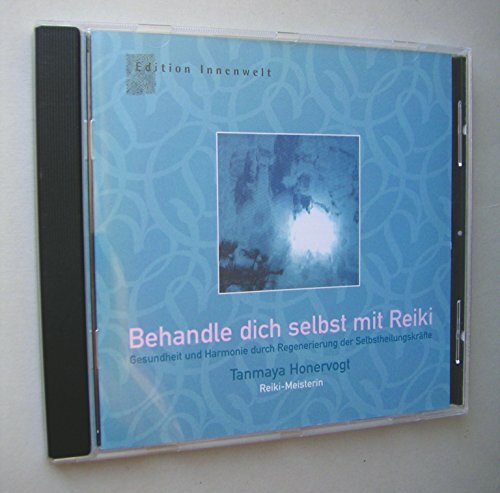 Edition Innenwelt
Behandle dich selbst mit Reiki
Gesundheit und Harmonie durch Regenerierung der Selbstheilungskräfte
Tanmaya Honervogt
Reiki-Meisterin